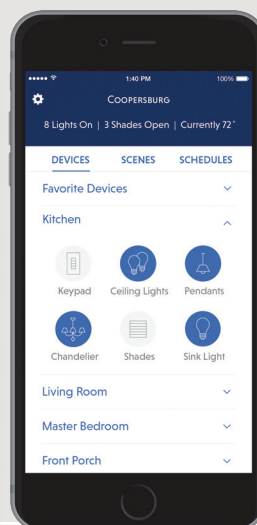 1:40 PM 100%
COOPERSBURG
8 Lights On | 3 Shades Open | Currently 72°
DEVICES SCENES SCHEDULES
Favorite Devices
Kitchen
Keypad Ceiling Lights Pendants
Chandelier Shades Sink Light
Living Room
Master Bedroom
Front Porch